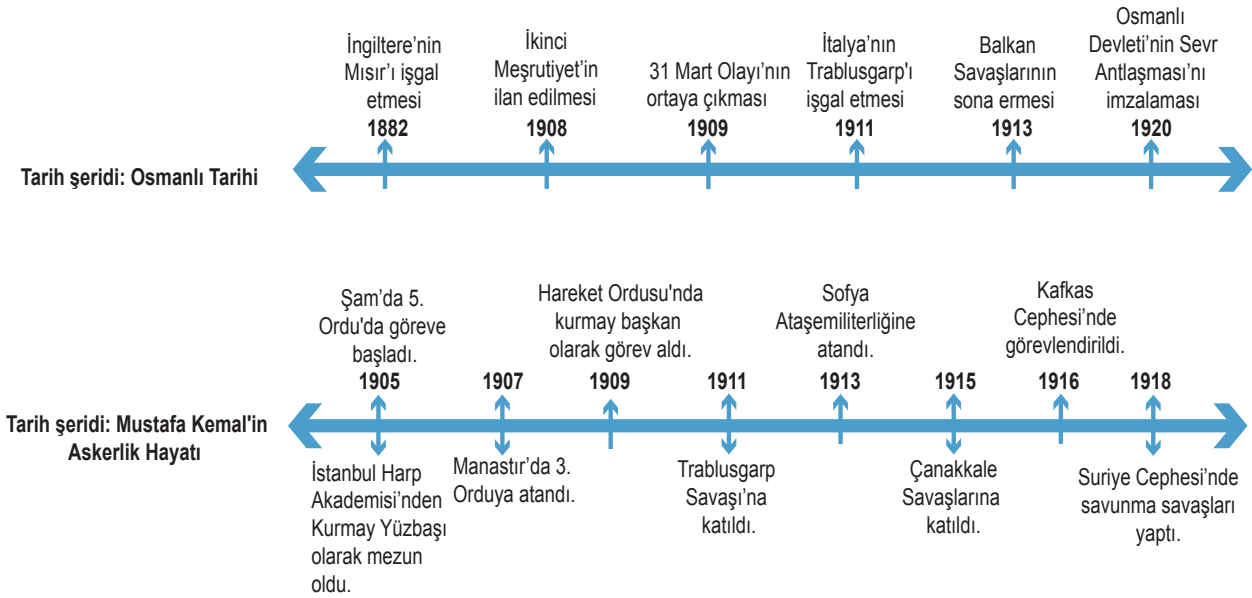 İngiltere’nin
Mısır’ı işgal
etmesi
1882
İkinci
Meşrutiyet’in
ilan edilmesi
1908
31 Mart Olayı’nın
ortaya çıkması
1909
İtalya’nın
Trablusgarp'ı
işgal etmesi
1911
Balkan
Savaşlarının
sona ermesi
1913
Osmanlı
Devleti’nin Sevr
Antlaşması’nı
imzalaması
1920
Tarih şeridi: Osmanlı Tarihi
Şam’da 5.
Ordu'da göreve
başladı.
1905
1907
Hareket Ordusu'nda
kurmay başkan
olarak görev aldı.
1909
1911
Sofya
Ataşemiliterliğine
atandı.
1913
1915
Kafkas
Cephesi’nde
görevlendirildi.
1916
1918
Tarih şeridi: Mustafa Kemal'in
Askerlik Hayatı
İstanbul Harp
Akademisi’nden
Kurmay Yüzbaşı
olarak mezun
oldu.
Manastır’da 3.
Orduya atandı.
Trablusgarp
Savaşı’na
katıldı.
Çanakkale
Savaşlarına
katıldı.
Suriye Cephesi’nde
savunma savaşları
yaptı.